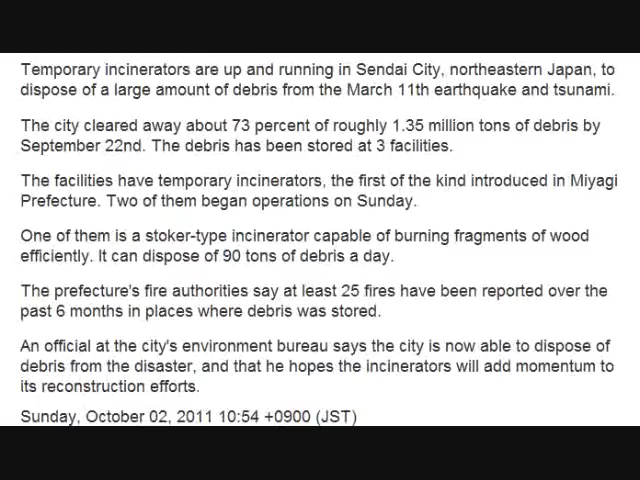 Temporary incinerators are up and running in Sendai City, northeastern Japan, to
dispose of a large amount of debris from the March 11th earthquake and tsunami.
The city cleared away about 73 percent of roughly 1.35 million tons of debris by
September 22nd. The debris has been stored at 3 facilities.
The facilities have temporary incinerators, the first of the kind introduced in Miyagi
Prefecture. Two of them began operations on Sunday.
One of them is a stoker-type incinerator capable of burning fragments of wood
efficiently. It can dispose of 90 tons of debris a day.
The prefecture's fire authorities say at least 25 fires have been reported over the
past 6 months in places where debris was stored.
An official at the city's environment bureau says the city is now able to dispose of
debris from the disaster, and that he hopes the incinerators will add momentum to
its reconstruction efforts.
Sunday, October 02, 2011 10:54 +0900 (JST)